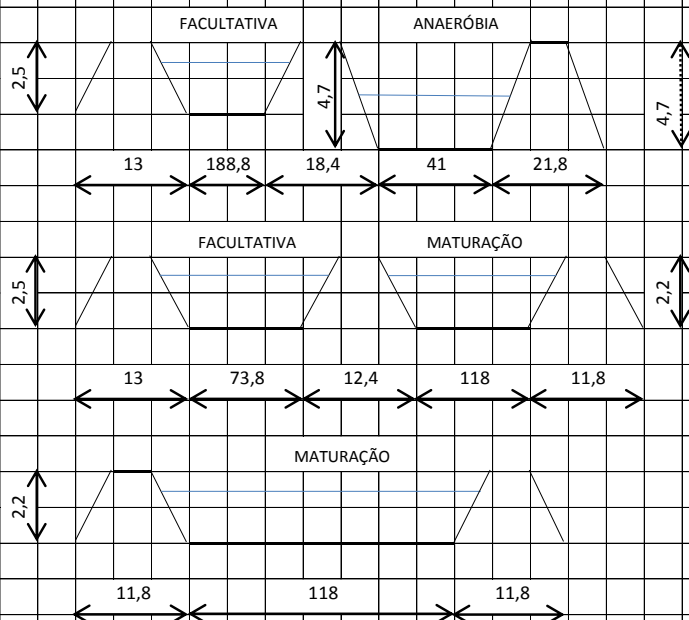 FACULTATIVA ANAERÓBIA
2,5 4,7 4,7
13 188,8 18,4 41 21,8
FACULTATIVA MATURAÇÃO
2,5 2,2
13 73,8 12,4 118 11,8
MATURAÇÃO
2,2
11,8 118 11,8